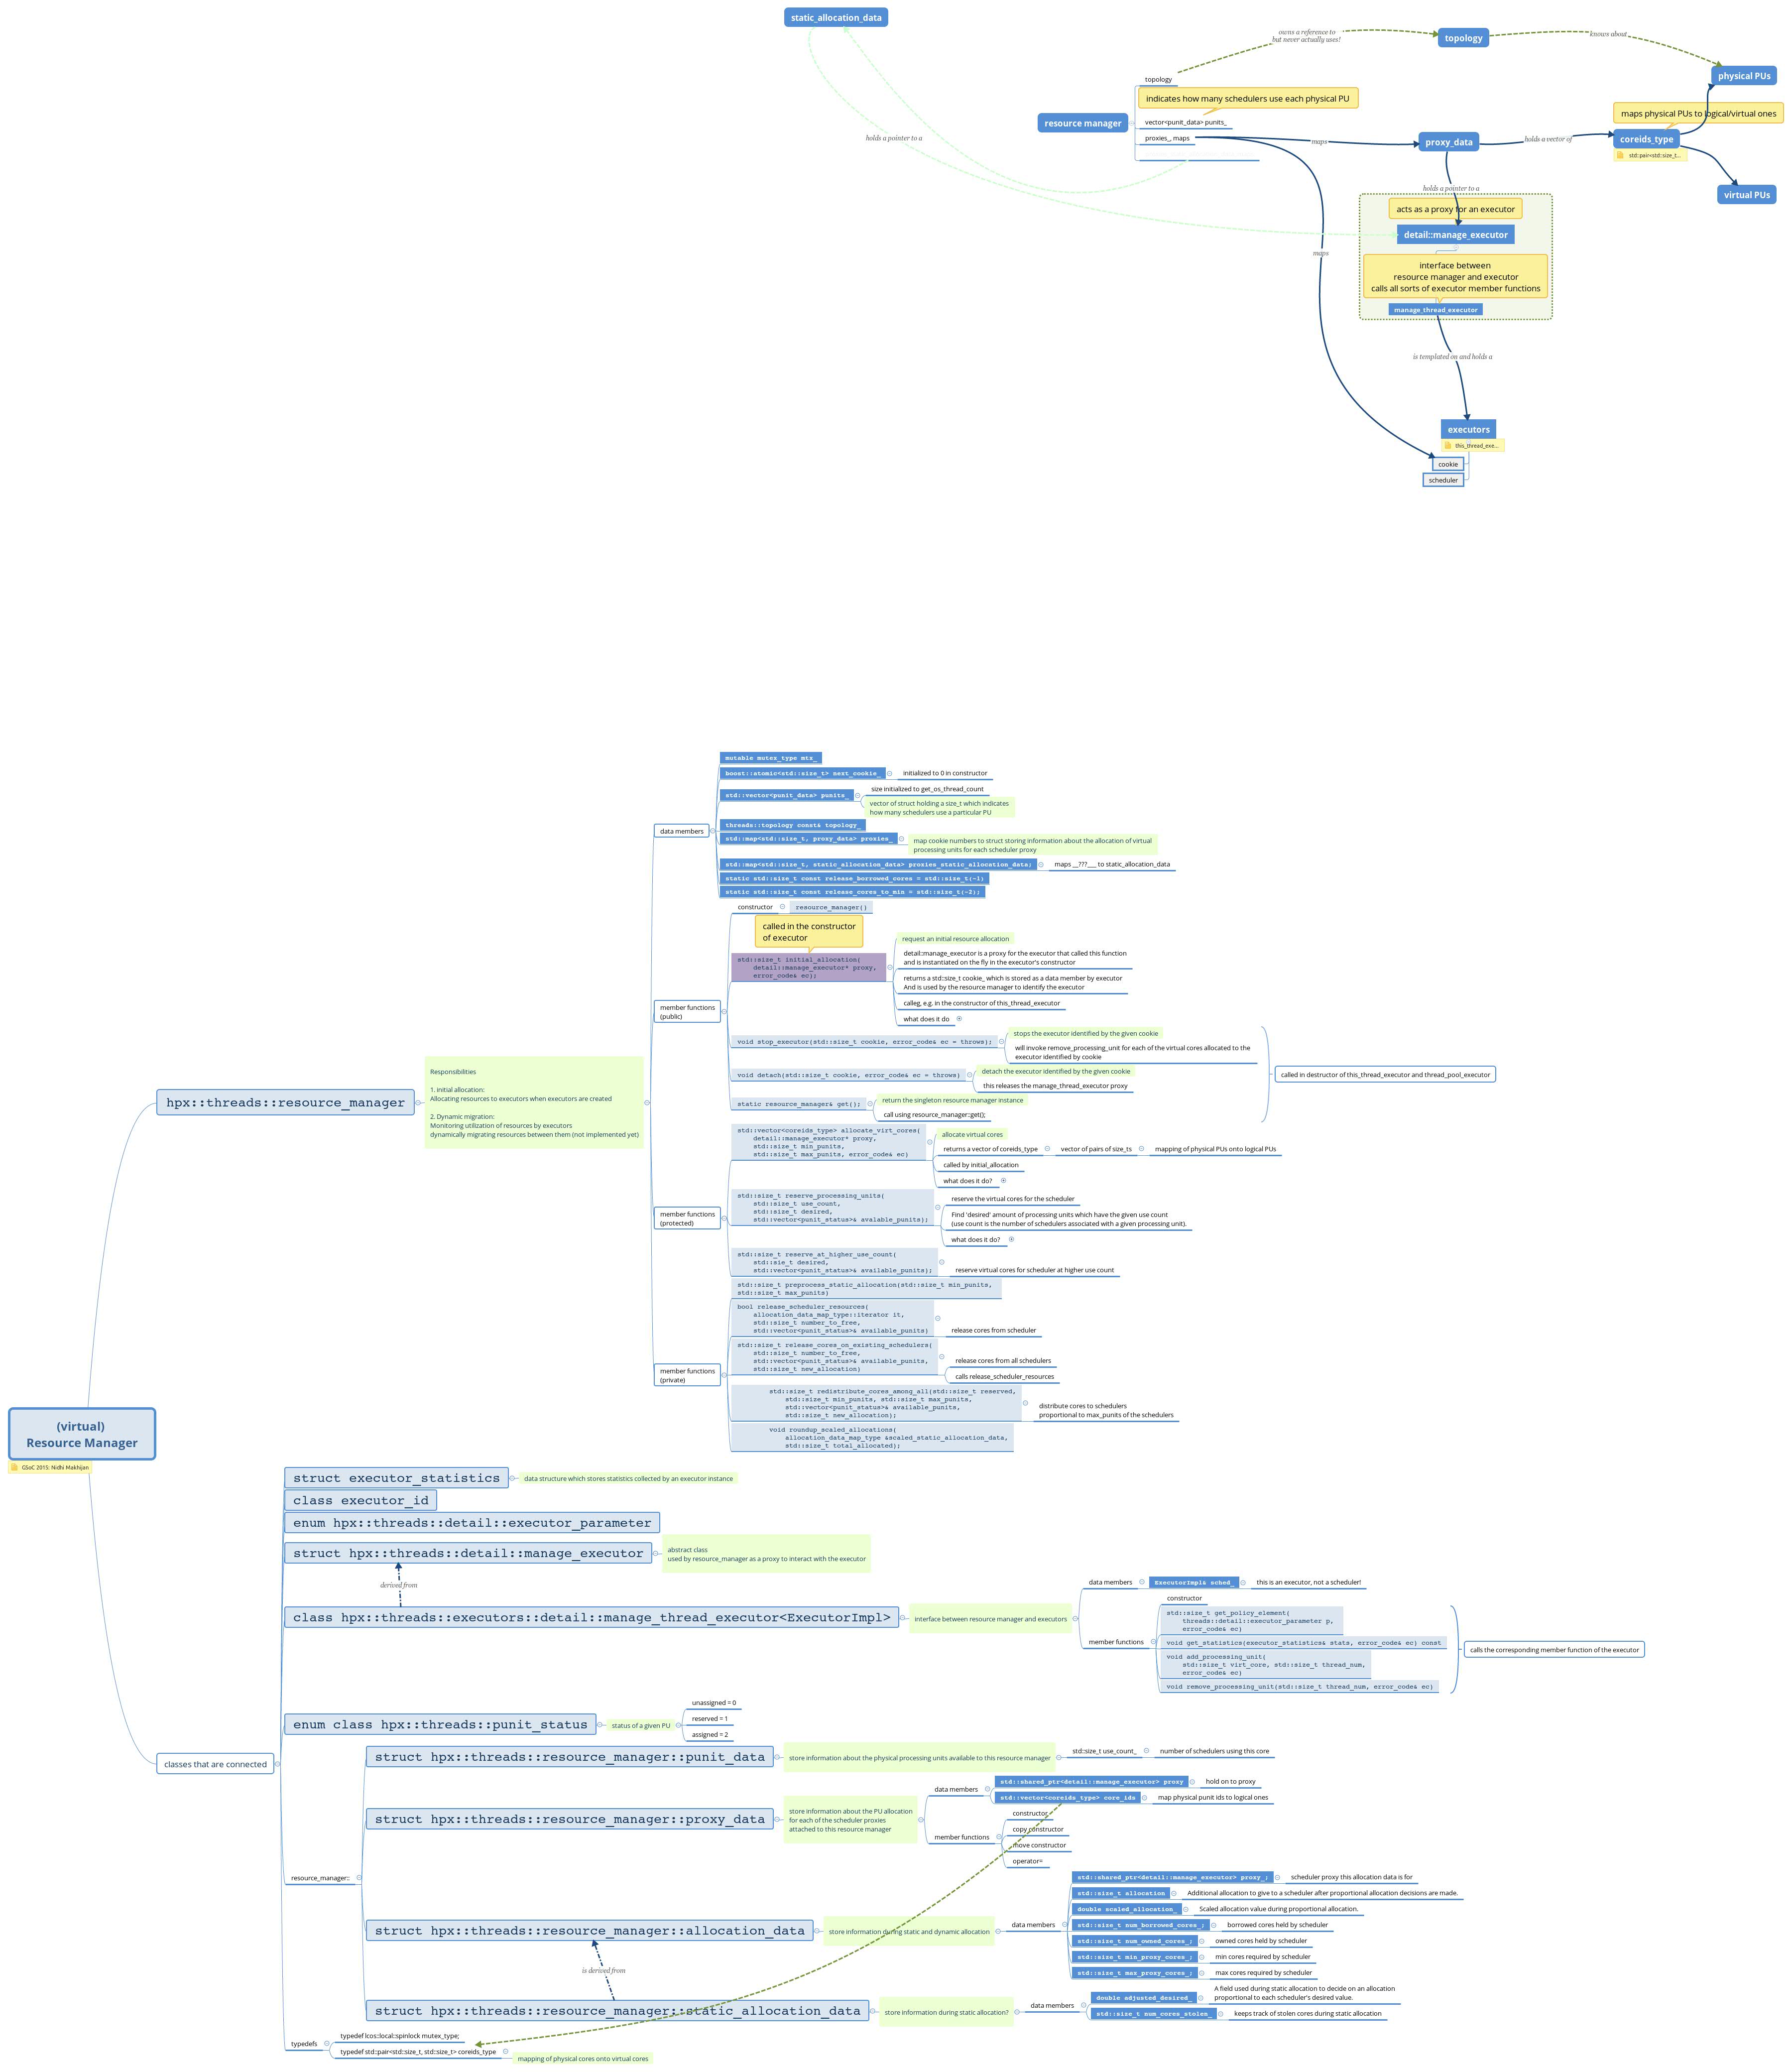 static_allocation_data
owns a reference to
but never actually uses!
topology
knows about
physical PUs
topology
indicates how many schedulers use each physical PU
maps physical PUs to logical/virtual ones
resource manager
vector<punit_data> punits_
proxies_, maps
holds a pointer to a
maps
proxy_data
holds a vector of
coreids_type
std::pair<std::size_t...
holds a pointer to a
virtual PUs
acts as a proxy for an executor
detail::manage_executor
maps
interface between
resource manager and executor
calls all sorts of executor member functions
manage_thread_executor
is templated on and holds a
executors
this_thread_exe...
cookie
scheduler
(virtual)
Resource Manager
GSoC 2015: Nidhi Makhijan
hpx::threads::resource_manager
Responsibilities
1. initial allocation:
Allocating resources to executors when executors are created
2. Dynamic migration:
Monitoring utilization of resources by executors
dynamically migrating resources between them (not implemented yet)
data members
mutable mutex_type mtx_
boost::atomic<std::size_t> next_cookie_
initialized to 0 in constructor
std::vector<punit_data> punits_
size initialized to get_os_thread_count
vector of struct holding a size_t which indicates
how many schedulers use a particular PU
threads::topology const& topology_
std::map<std::size_t, proxy_data> proxies_
map cookie numbers to struct storing information about the allocation of virtual
processing units for each scheduler proxy
std::map<std::size_t, static_allocation_data> proxies_static_allocation_data;
maps __???___ to static_allocation_data
static std::size_t const release_borrowed_cores = std::size_t(-1)
static std::size_t const release_cores_to_min = std::size_t(-2);
member functions
(public)
constructor
resource_manager()
called in the constructor
of executor
std::size_t initial_allocation(
detail::manage_executor* proxy,
error_code& ec))
request an initial resource allocation
detail::manage_executor is a proxy for the executor that called this function
and is instantiated on the fly in the executor's constructor
returns a std::size_t cookie_ which is stored as a data member by executor
And is used by the resource manager to identify the executor
calleg, e.g. in the constructor of this_thread_executor
what does it do
void stop_executor(std::size_t cookie, error_code& ec = throws);
stops the executor identified by the given cookie
will invoke remove_processing_unit for each of the virtual cores allocated to the
executor identified by cookie
void detach(std::size_t cookie, error_code& ec = throws)
detach the executor identified by the given cookie
this releases the manage_thread_executor proxy
static resource_manager& get();
return the singleton resource manager instance
call using resource_manager::get();
called in destructor of this_thread_executor and thread_pool_executor
member functions
(protected)
std::vector<coreids_type> allocate_virt_cores(
detail::manage_executor* proxy,
std::size_t min_punits,
std::size_t max_punits, error_code& ec)
allocate virtual cores
returns a vector of coreids_type
vector of pairs of size_ts
mapping of physical PUs onto logical PUs
called by initial_allocation
what does it do?
std::size_t reserve_processing_units(
std::size_t use_count,
std::size_t desired,
std::vector<punit_status>& avalable_punits);
reserve the virtual cores for the scheduler
Find 'desired' amount of processing units which have the given use count
(use count is the number of schedulers associated with a given processing unit).
what does it do?
std::size_t reserve_at_higher_use_count(
std::sie_t desired,
std::vector<punit_status>& available_punits);
reserve virtual cores for scheduler at higher use count
member functions
(private)
std::size_t preprocess_static_allocation(std::size_t min_punits,
std::size_t max_punits)
bool release_scheduler_resources(
allocation_data_map_type::iterator it,
std::size_t number_to_free,
std::vector<punit_status>& available_punits)
release cores from scheduler
std::size_t release_cores_on_existing_schedulers(
std::size_t number_to_free,
std::vector<punit_status>& available_punits,
std::size_t new_allocation)
release cores from all schedulers
calls release_scheduler_resources
std::size_t redistribute_cores_among_all(std::size_t reserved,
std::size_t min_punits, std::size_t max_punits,
std::vector<punit_status>& available_punits,
std::size_t new_allocation);
distribute cores to schedulers
proportional to max_punits of the schedulers
void roundup_scaled_allocations(
allocation_data_map_type &scaled_static_allocation_data,
std::size_t total_allocated);
classes that are connected
struct executor_statistics
data structure which stores statistics collected by an executor instance
class executor_id
enum hpx::threads::detail::executor_parameter
struct hpx::threads::detail::manage_executor
abstract class
used by resource_manager as a proxy to interact with the executor
derived from
class hpx::threads::executors::detail::manage_thread_executor<ExecutorImpl>
interface between resource manager and executors
data members
ExecutorImpl& sched_
this is an executor, not a scheduler!
member functions
constructor
std::size_t get_policy_element(
threads::detail::executor_parameter p,
error_code& ec)
void get_statistics(executor_statistics& stats, error_code& ec) const
void add_processing_unit(
std::size_t virt_core, std::size_t thread_num,
error_code& ec)
void remove_processing_unit(std::size_t thread_num, error_code& ec)
calls the corresponding member function of the executor
enum class hpx::threads::punit_status
status of a given PU
unassigned = 0
reserved = 1
assigned = 2
resource_manager::
struct hpx::threads::resource_manager::punit_data
store information about the physical processing units available to this resource manager
std::size_t use_count_
number of schedulers using this core
struct hpx::threads::resource_manager::proxy_data
store information about the PU allocation
for each of the scheduler proxies
attached to this resource manager
data members
std::shared_ptr<detail::manage_executor> proxy
hold on to proxy
std::vector<coreids_type> core_ids
map physical punit ids to logical ones
member functions
constructor
copy constructor
move constructor
operator=
struct hpx::threads::resource_manager::allocation_data
store information during static and dynamic allocation
data members
std::shared_ptr<detail::manage_executor> proxy_;
scheduler proxy this allocation data is for
std::size_t allocation
Additional allocation to give to a scheduler after proportional allocation decisions are made.
double scaled_allocation_
Scaled allocation value during proportional allocation.
std::size_t num_borrowed_cores_;
borrowed cores held by scheduler
std::size_t num_owned_cores_;
owned cores held by scheduler
std::size_t min_proxy_cores_;
min cores required by scheduler
std::size_t max_proxy_cores_;
max cores required by scheduler
is derived from
struct hpx::threads::resource_manager::static_allocation_data
store information during static allocation?
data members
double adjusted_desired_
A field used during static allocation to decide on an allocation
proportional to each scheduler's desired value.
std::size_t num_cores_stolen_
keeps track of stolen cores during static allocation
typedefs
typedef lcos::local::spinlock mutex_type;
typedef std::pair<std::size_t, std::size_t> coreids_type
mapping of physical cores onto virtual cores